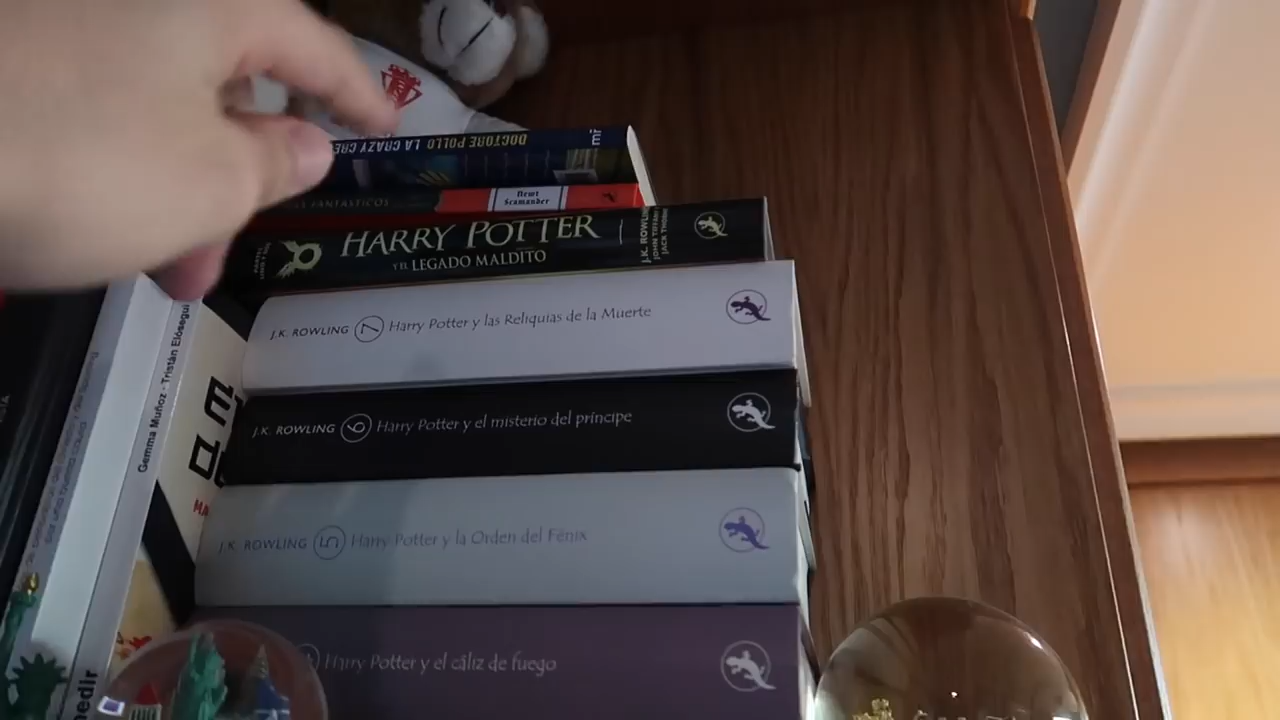 DOCTORE POLLO LA CRAZY
mr
FANTÁSTICOS
Newt
Scamander
HARRY POTTER
Y EL LEGADO MALDITO
J.K. ROWLING
JOHN TIFFANY
JACK THORNE
J.K. ROWLING 7 Harry Potter y las Reliquias de la Muerte
J.K. ROWLING 6 Harry Potter y el misterio del príncipe
J.K. ROWLING 5 Harry Potter y la Orden del Fénix
Harry Potter y el cáliz de fuego
Gemma Muñoz · Tristán Elósegui